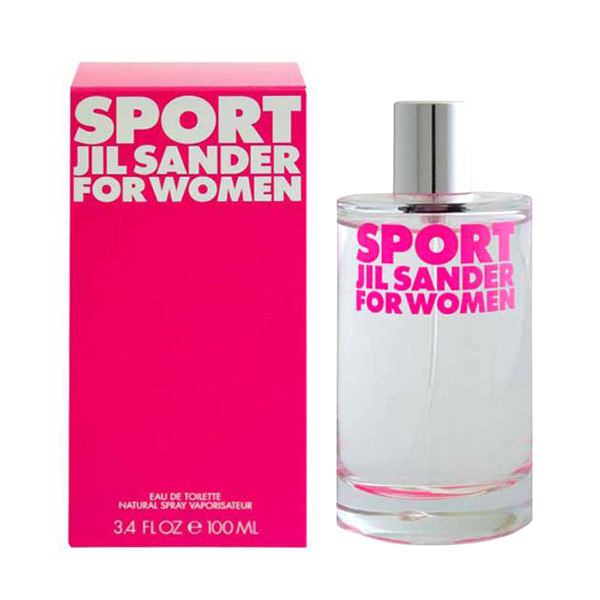 SPORT
JIL SANDER
FOR WOMEN
EAU DE TOILETTE
NATURAL SPRAY VAPORISATEUR
3.4 FL OZ ℮ 100 ML
SPORT
JIL SANDER
FOR WOMEN